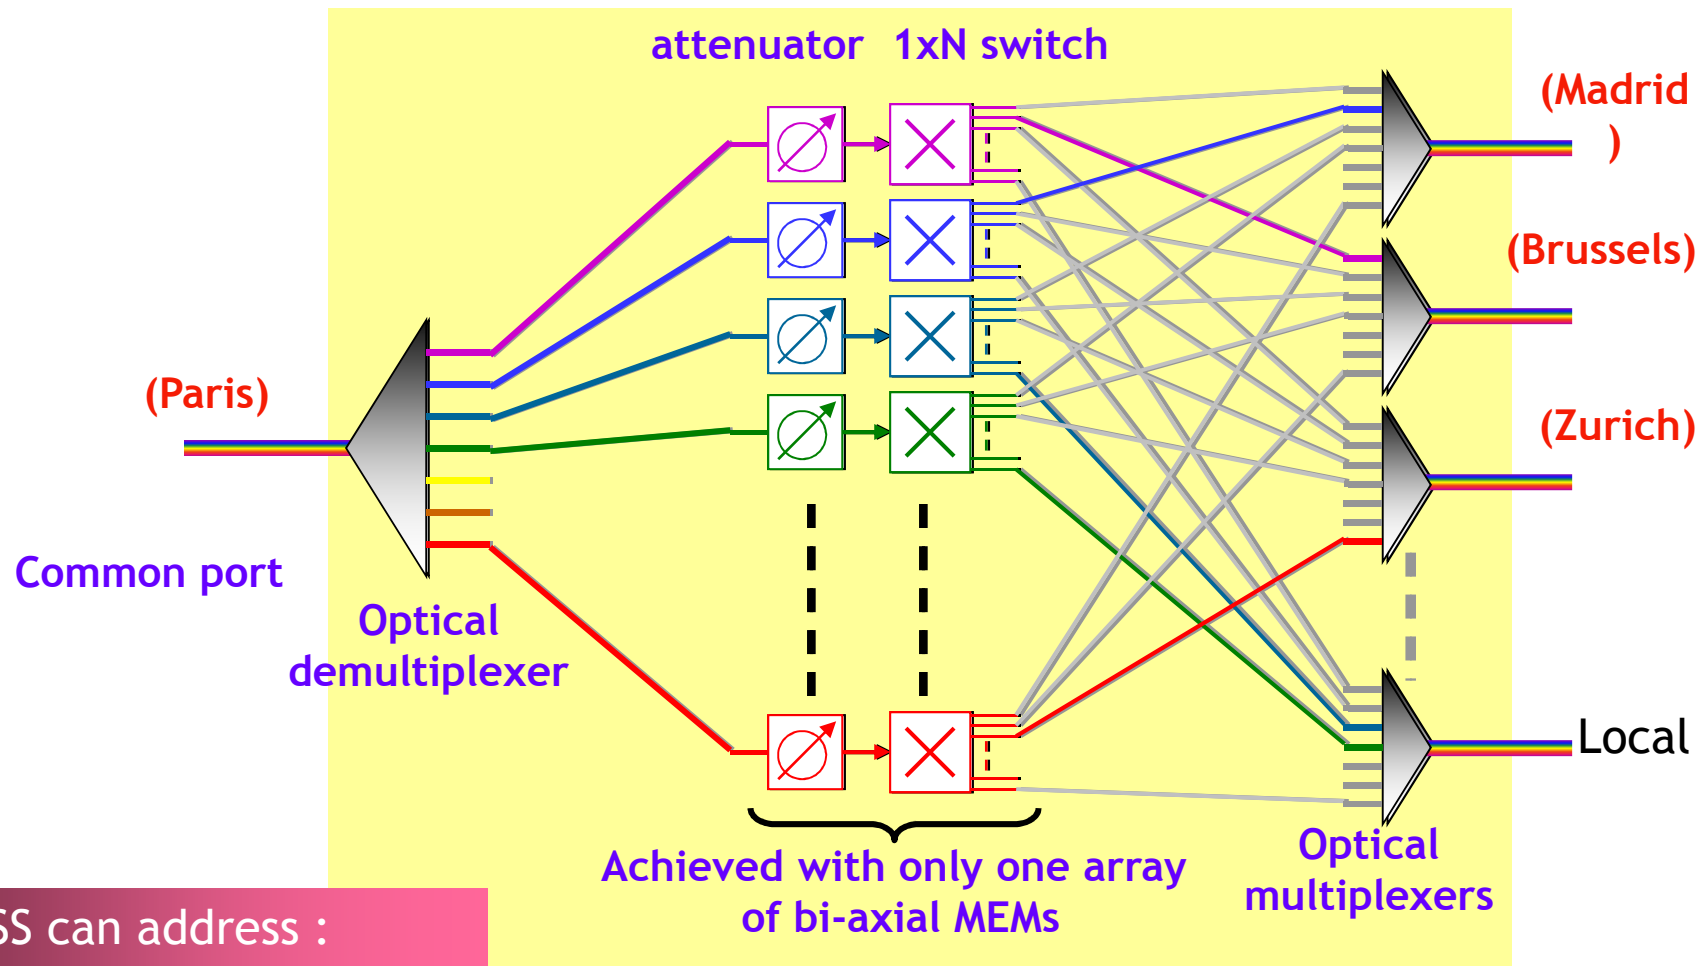 attenuator 1xN switch
(Madrid
)
(Brussels)
(Paris)
(Zurich)
Common port
Optical
demultiplexer
Local
Achieved with only one array
of bi-axial MEMs
Optical
multiplexers
can address :